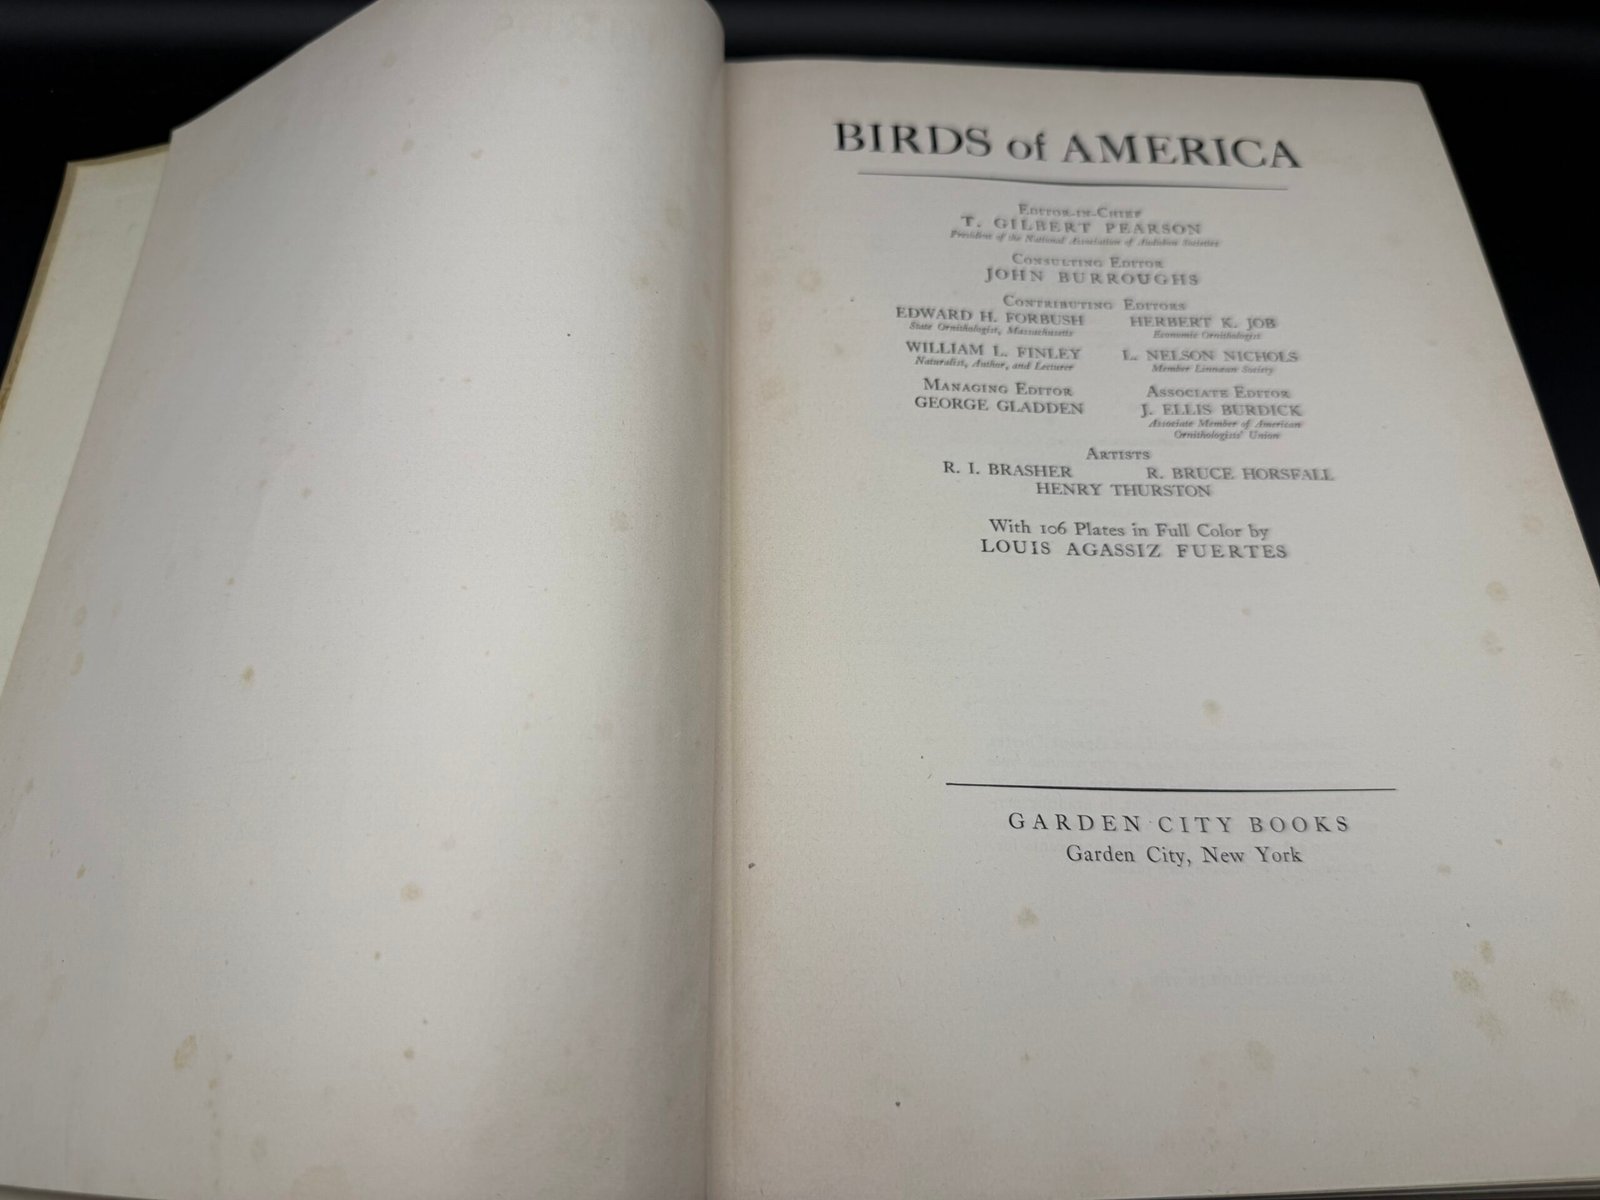 BIRDS of AMERICA
Editor-in-Chief
T. GILBERT PEARSON
President of the National Association of Audubon Societies
Consulting Editor
JOHN BURROUGHS
Contributing Editors
EDWARD H. FORBUSH
State Ornithologist, Massachusetts
HERBERT K. JOB
Economic Ornithologist
WILLIAM L. FINLEY
Naturalist, Author, and Lecturer
L. NELSON NICHOLS
Member Linnæan Society
Managing Editor
GEORGE GLADDEN
Associate Editor
J. ELLIS BURDICK
Associate Member of American
Ornithologists' Union
Artists
R. I. BRASHER
R. BRUCE HORSFALL
HENRY THURSTON
With 106 Plates in Full Color by
LOUIS AGASSIZ FUERTES
GARDEN CITY BOOKS
Garden City, New York